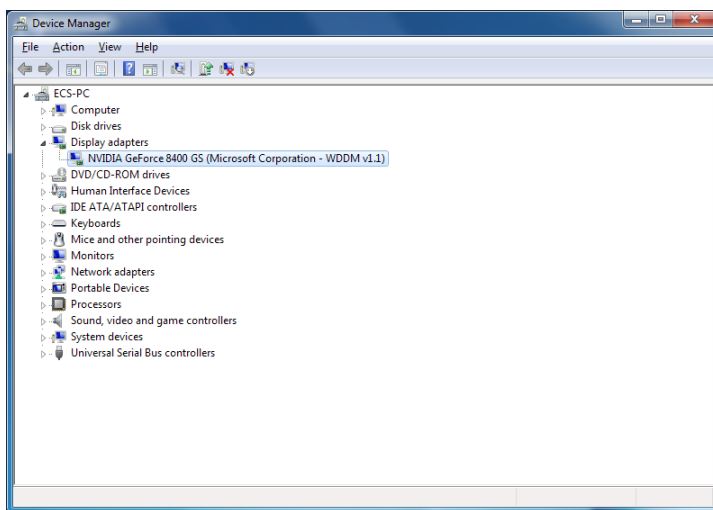 Device Manager
File Action View Help
ECS-PC
Computer
Disk drives
Display adapters
NVIDIA GeForce 8400 GS (Microsoft Corporation - WDDM v1.1)
DVD/CD-ROM drives
Human Interface Devices
IDE ATA/ATAPI controllers
Keyboards
Mice and other pointing devices
Monitors
Network adapters
Portable Devices
Processors
Sound, video and game controllers
System devices
Universal Serial Bus controllers